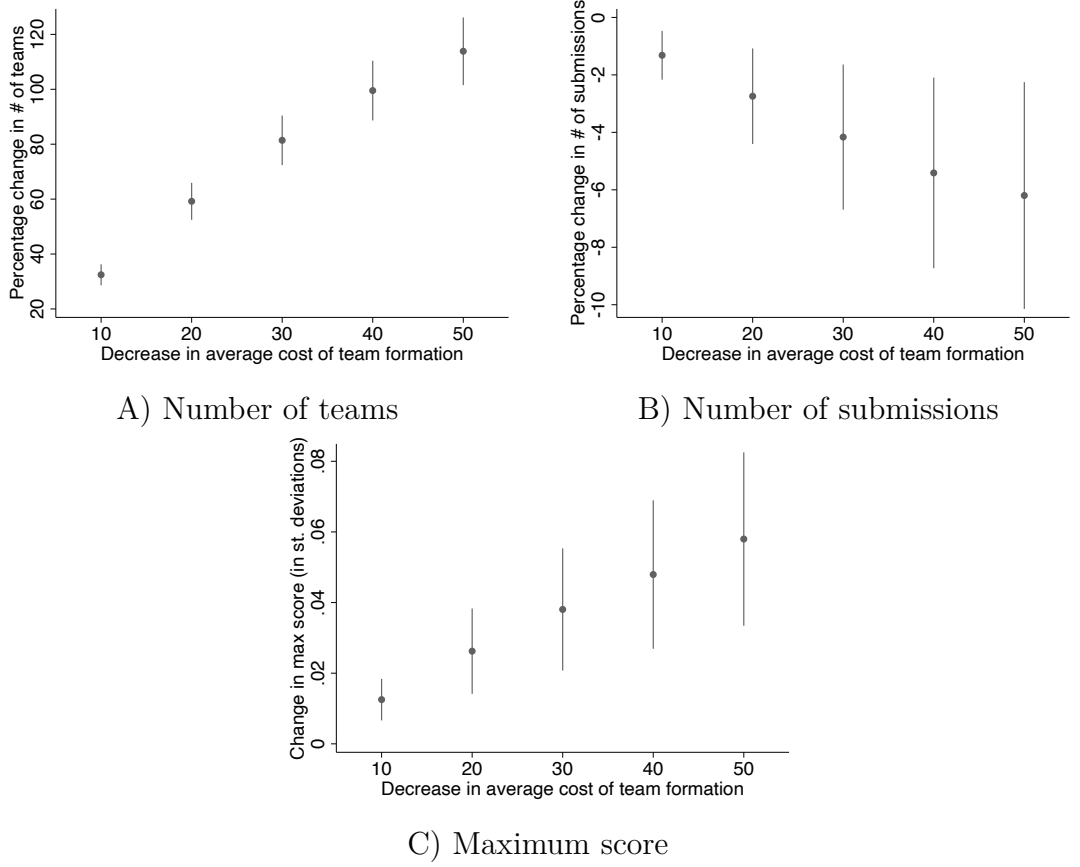 Percentage change in # of teams
120
100
80
60
40
20
10 20 30 40 50
Decrease in average cost of team formation
A) Number of teams
Percentage change in # of submissions
-0
-2
-4
-6
-8
-10
10 20 30 40 50
Decrease in average cost of team formation
B) Number of submissions
Change in max score (in st. deviations)
.08
.06
.04
.02
0
10 20 30 40 50
Decrease in average cost of team formation
C) Maximum score